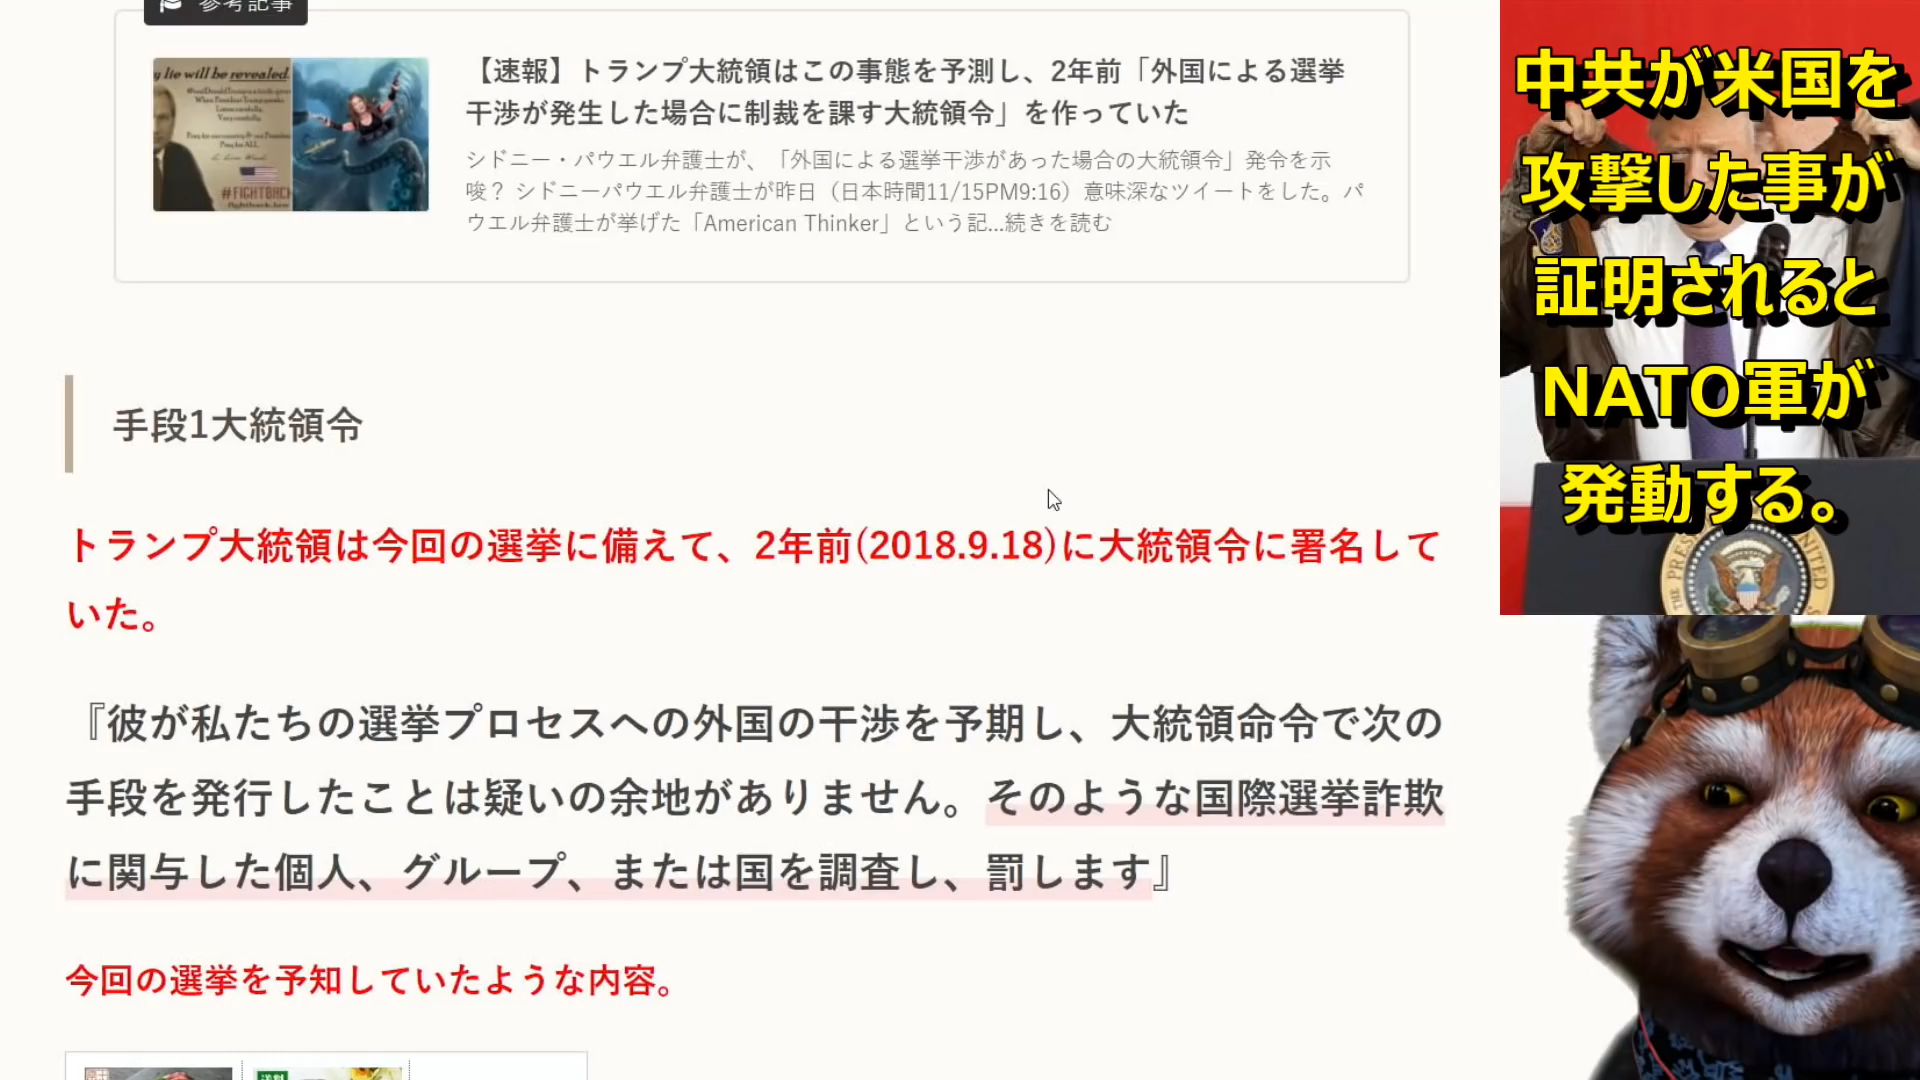 参考記事
【速報】トランプ大統領はこの事態を予測し、2年前「外国による選挙
干渉が発生した場合に制裁を課す大統領令」を作っていた
シドニー・パウエル弁護士が、「外国による選挙干渉があった場合の大統領令」発令を示
唆？ シドニーパウエル弁護士が昨日（日本時間11/15PM9:16）意味深なツイートをした。パ
ウエル弁護士が挙げた「American Thinker」という記...続きを読む
y lie will be revealed.
#FIGHTBACK
手段1大統領令
トランプ大統領は今回の選挙に備えて、2年前(2018.9.18)に大統領令に署名して
いた。
『彼が私たちの選挙プロセスへの外国の干渉を予期し、大統領命令で次の
手段を発行したことは疑いの余地がありません。そのような国際選挙詐欺
に関与した個人、グループ、または国を調査し、罰します』
今回の選挙を予知していたような内容。
中共が米国を
攻撃した事が
証明されると
NATO軍が
発動する。